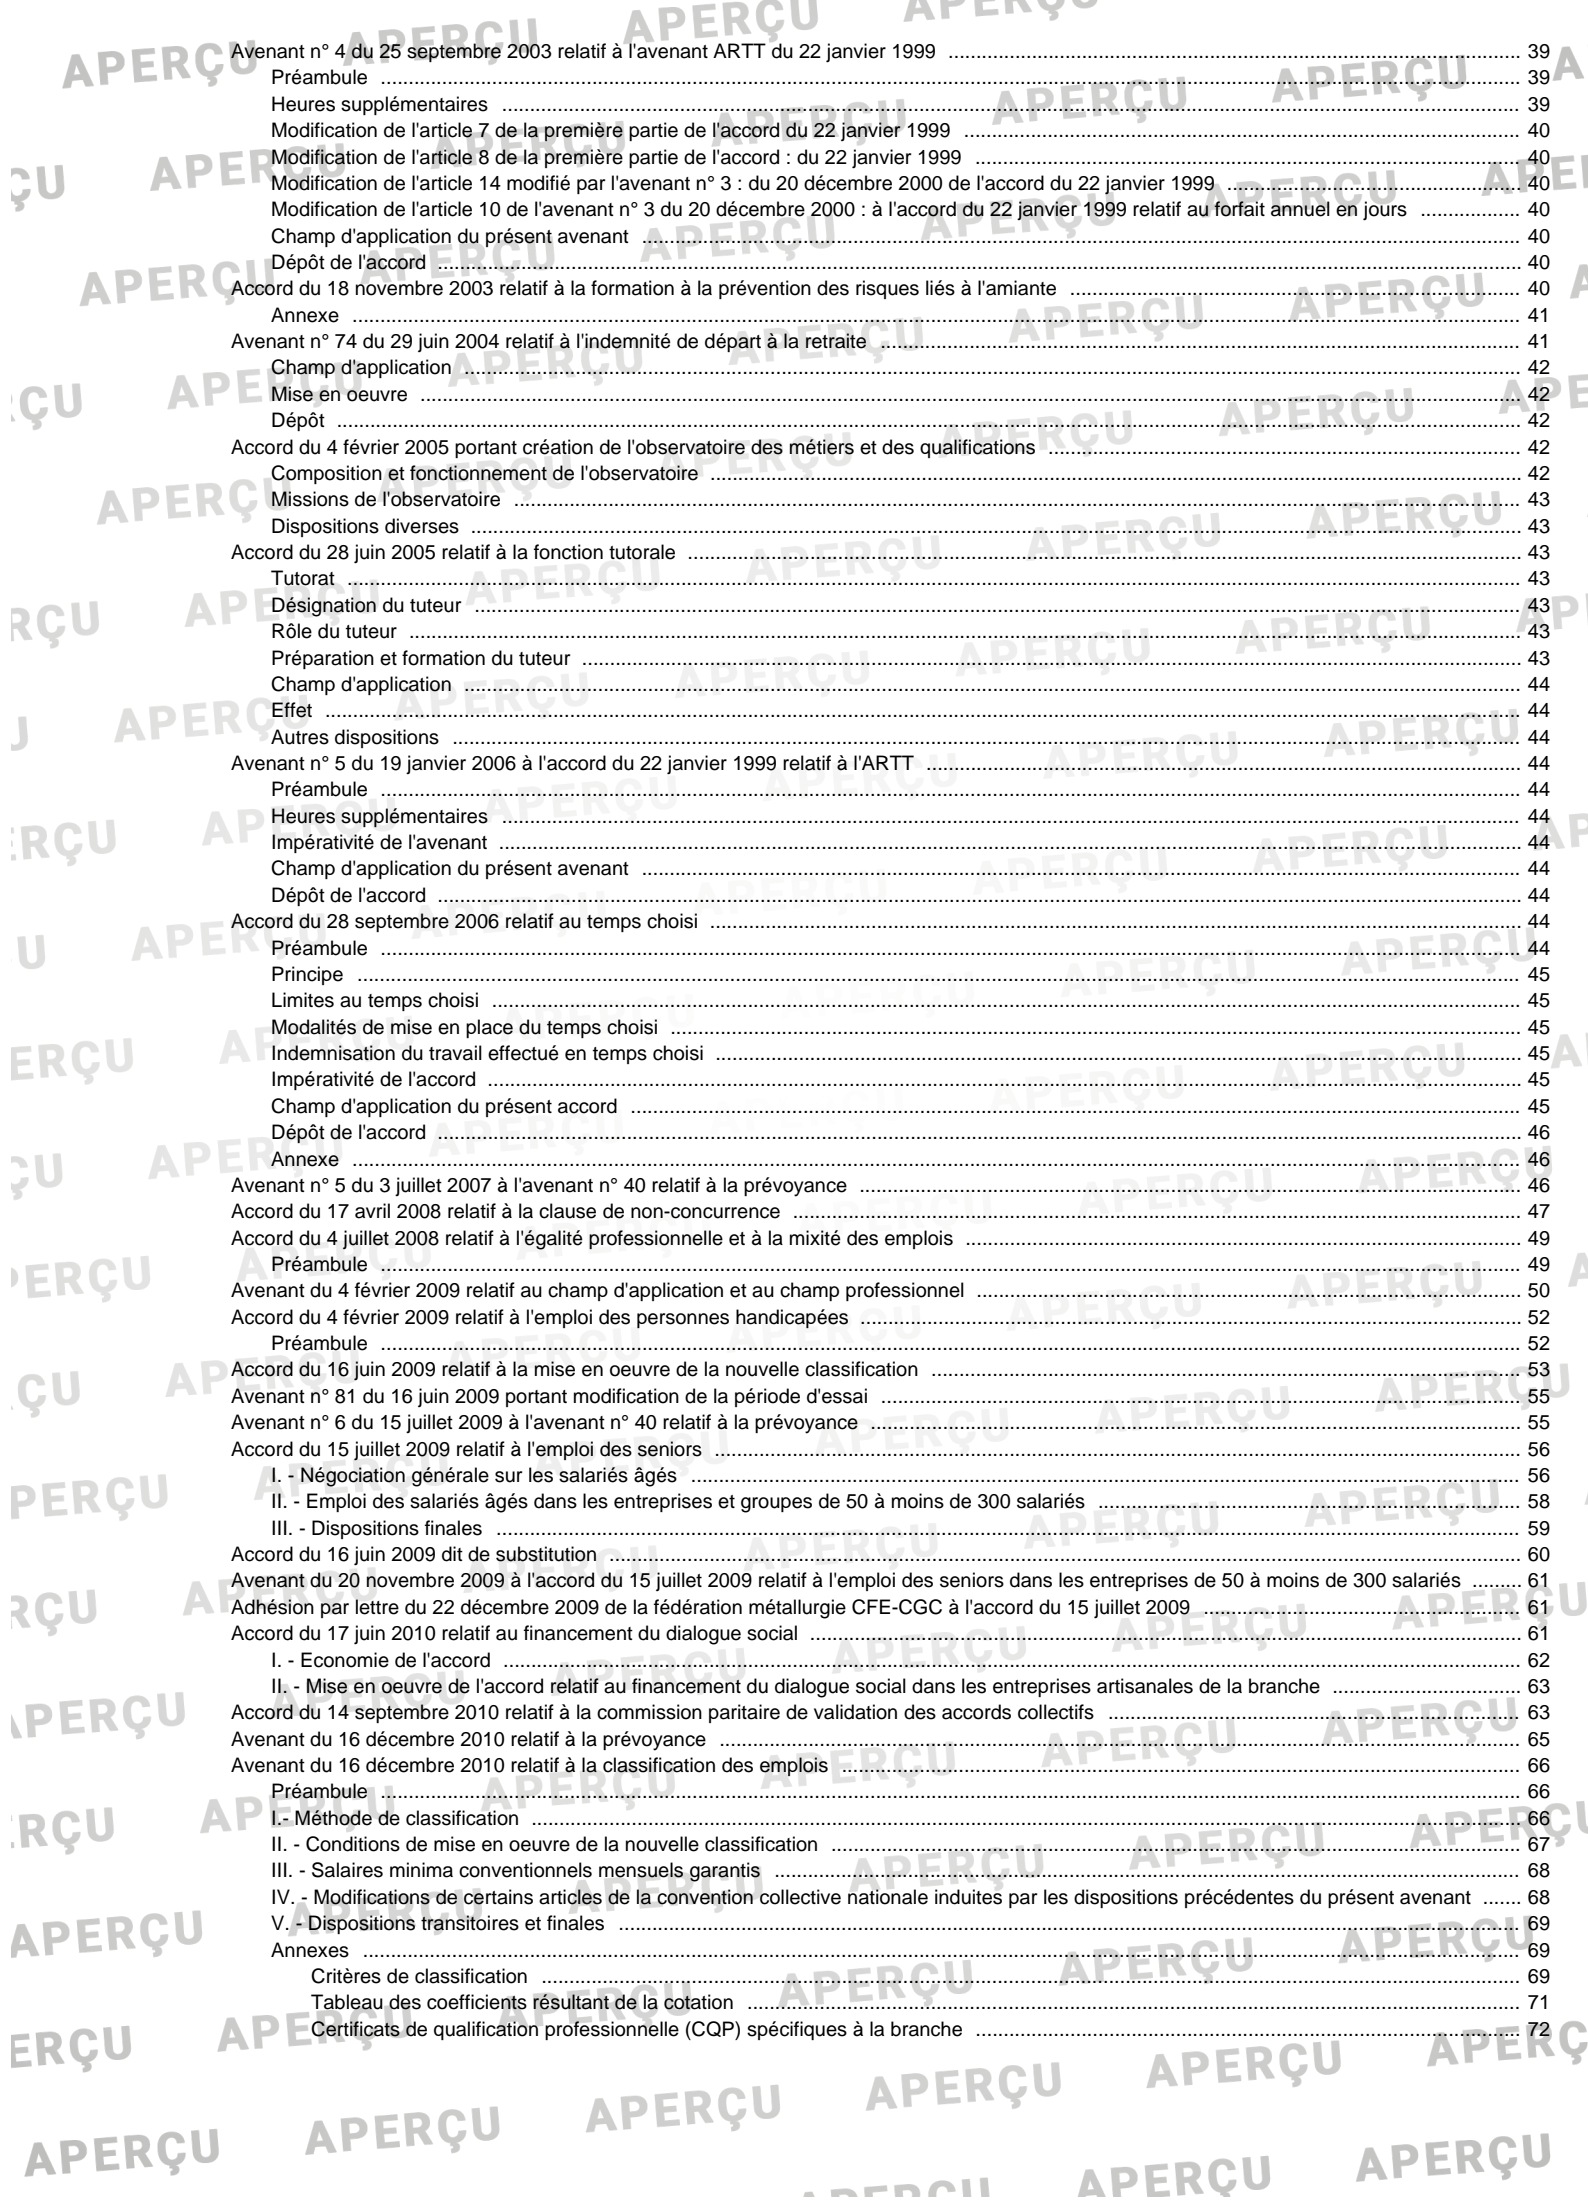 Avenant n° 4 du 25 septembre 2003 relatif à l'avenant ARTT du 22 janvier 1999 ... 39
Préambule ... 39
Heures supplémentaires ... 39
Modification de l'article 7 de la première partie de l'accord du 22 janvier 1999 ... 40
Modification de l'article 8 de la première partie de l'accord : du 22 janvier 1999 ... 40
Modification de l'article 14 modifié par l'avenant n° 3 : du 20 décembre 2000 de l'accord du 22 janvier 1999 ... 40
Modification de l'article 10 de l'avenant n° 3 du 20 décembre 2000 : à l'accord du 22 janvier 1999 relatif au forfait annuel en jours ... 40
Champ d'application du présent avenant ... 40
Dépôt de l'accord ... 40
Accord du 18 novembre 2003 relatif à la formation à la prévention des risques liés à l'amiante ... 40
Annexe ... 41
Avenant n° 74 du 29 juin 2004 relatif à l'indemnité de départ à la retraite ... 41
Champ d'application ... 42
Mise en oeuvre ... 42
Dépôt ... 42
Accord du 4 février 2005 portant création de l'observatoire des métiers et des qualifications ... 42
Composition et fonctionnement de l'observatoire ... 42
Missions de l'observatoire ... 43
Dispositions diverses ... 43
Accord du 28 juin 2005 relatif à la fonction tutorale ... 43
Tutorat ... 43
Désignation du tuteur ... 43
Rôle du tuteur ... 43
Préparation et formation du tuteur ... 43
Champ d'application ... 44
Effet ... 44
Autres dispositions ... 44
Avenant n° 5 du 19 janvier 2006 à l'accord du 22 janvier 1999 relatif à l'ARTT ... 44
Préambule ... 44
Heures supplémentaires ... 44
Impérativité de l'avenant ... 44
Champ d'application du présent avenant ... 44
Dépôt de l'accord ... 44
Accord du 28 septembre 2006 relatif au temps choisi ... 44
Préambule ... 44
Principe ... 45
Limites au temps choisi ... 45
Modalités de mise en place du temps choisi ... 45
Indemnisation du travail effectué en temps choisi ... 45
Impérativité de l'accord ... 45
Champ d'application du présent accord ... 45
Dépôt de l'accord ... 46
Annexe ... 46
Avenant n° 5 du 3 juillet 2007 à l'avenant n° 40 relatif à la prévoyance ... 46
Accord du 17 avril 2008 relatif à la clause de non-concurrence ... 47
Accord du 4 juillet 2008 relatif à l'égalité professionnelle et à la mixité des emplois ... 49
Préambule ... 49
Avenant du 4 février 2009 relatif au champ d'application et au champ professionnel ... 50
Accord du 4 février 2009 relatif à l'emploi des personnes handicapées ... 52
Préambule ... 52
Accord du 16 juin 2009 relatif à la mise en oeuvre de la nouvelle classification ... 53
Avenant n° 81 du 16 juin 2009 portant modification de la période d'essai ... 55
Avenant n° 6 du 15 juillet 2009 à l'avenant n° 40 relatif à la prévoyance ... 55
Accord du 15 juillet 2009 relatif à l'emploi des seniors ... 56
I. - Négociation générale sur les salariés âgés ... 56
II. - Emploi des salariés âgés dans les entreprises et groupes de 50 à moins de 300 salariés ... 58
III. - Dispositions finales ... 59
Accord du 16 juin 2009 dit de substitution ... 60
Avenant du 20 novembre 2009 à l'accord du 15 juillet 2009 relatif à l'emploi des seniors dans les entreprises de 50 à moins de 300 salariés ... 61
Adhésion par lettre du 22 décembre 2009 de la fédération métallurgie CFE-CGC à l'accord du 15 juillet 2009 ... 61
Accord du 17 juin 2010 relatif au financement du dialogue social ... 61
I. - Economie de l'accord ... 62
II. - Mise en oeuvre de l'accord relatif au financement du dialogue social dans les entreprises artisanales de la branche ... 63
Accord du 14 septembre 2010 relatif à la commission paritaire de validation des accords collectifs ... 63
Avenant du 16 décembre 2010 relatif à la prévoyance ... 65
Avenant du 16 décembre 2010 relatif à la classification des emplois ... 66
Préambule ... 66
I.- Méthode de classification ... 66
II. - Conditions de mise en oeuvre de la nouvelle classification ... 67
III. - Salaires minima conventionnels mensuels garantis ... 68
IV. - Modifications de certains articles de la convention collective nationale induites par les dispositions précédentes du présent avenant ... 68
V. - Dispositions transitoires et finales ... 69
Annexes ... 69
Critères de classification ... 69
Tableau des coefficients résultant de la cotation ... 71
Certificats de qualification professionnelle (CQP) spécifiques à la branche ... 72
APERÇU